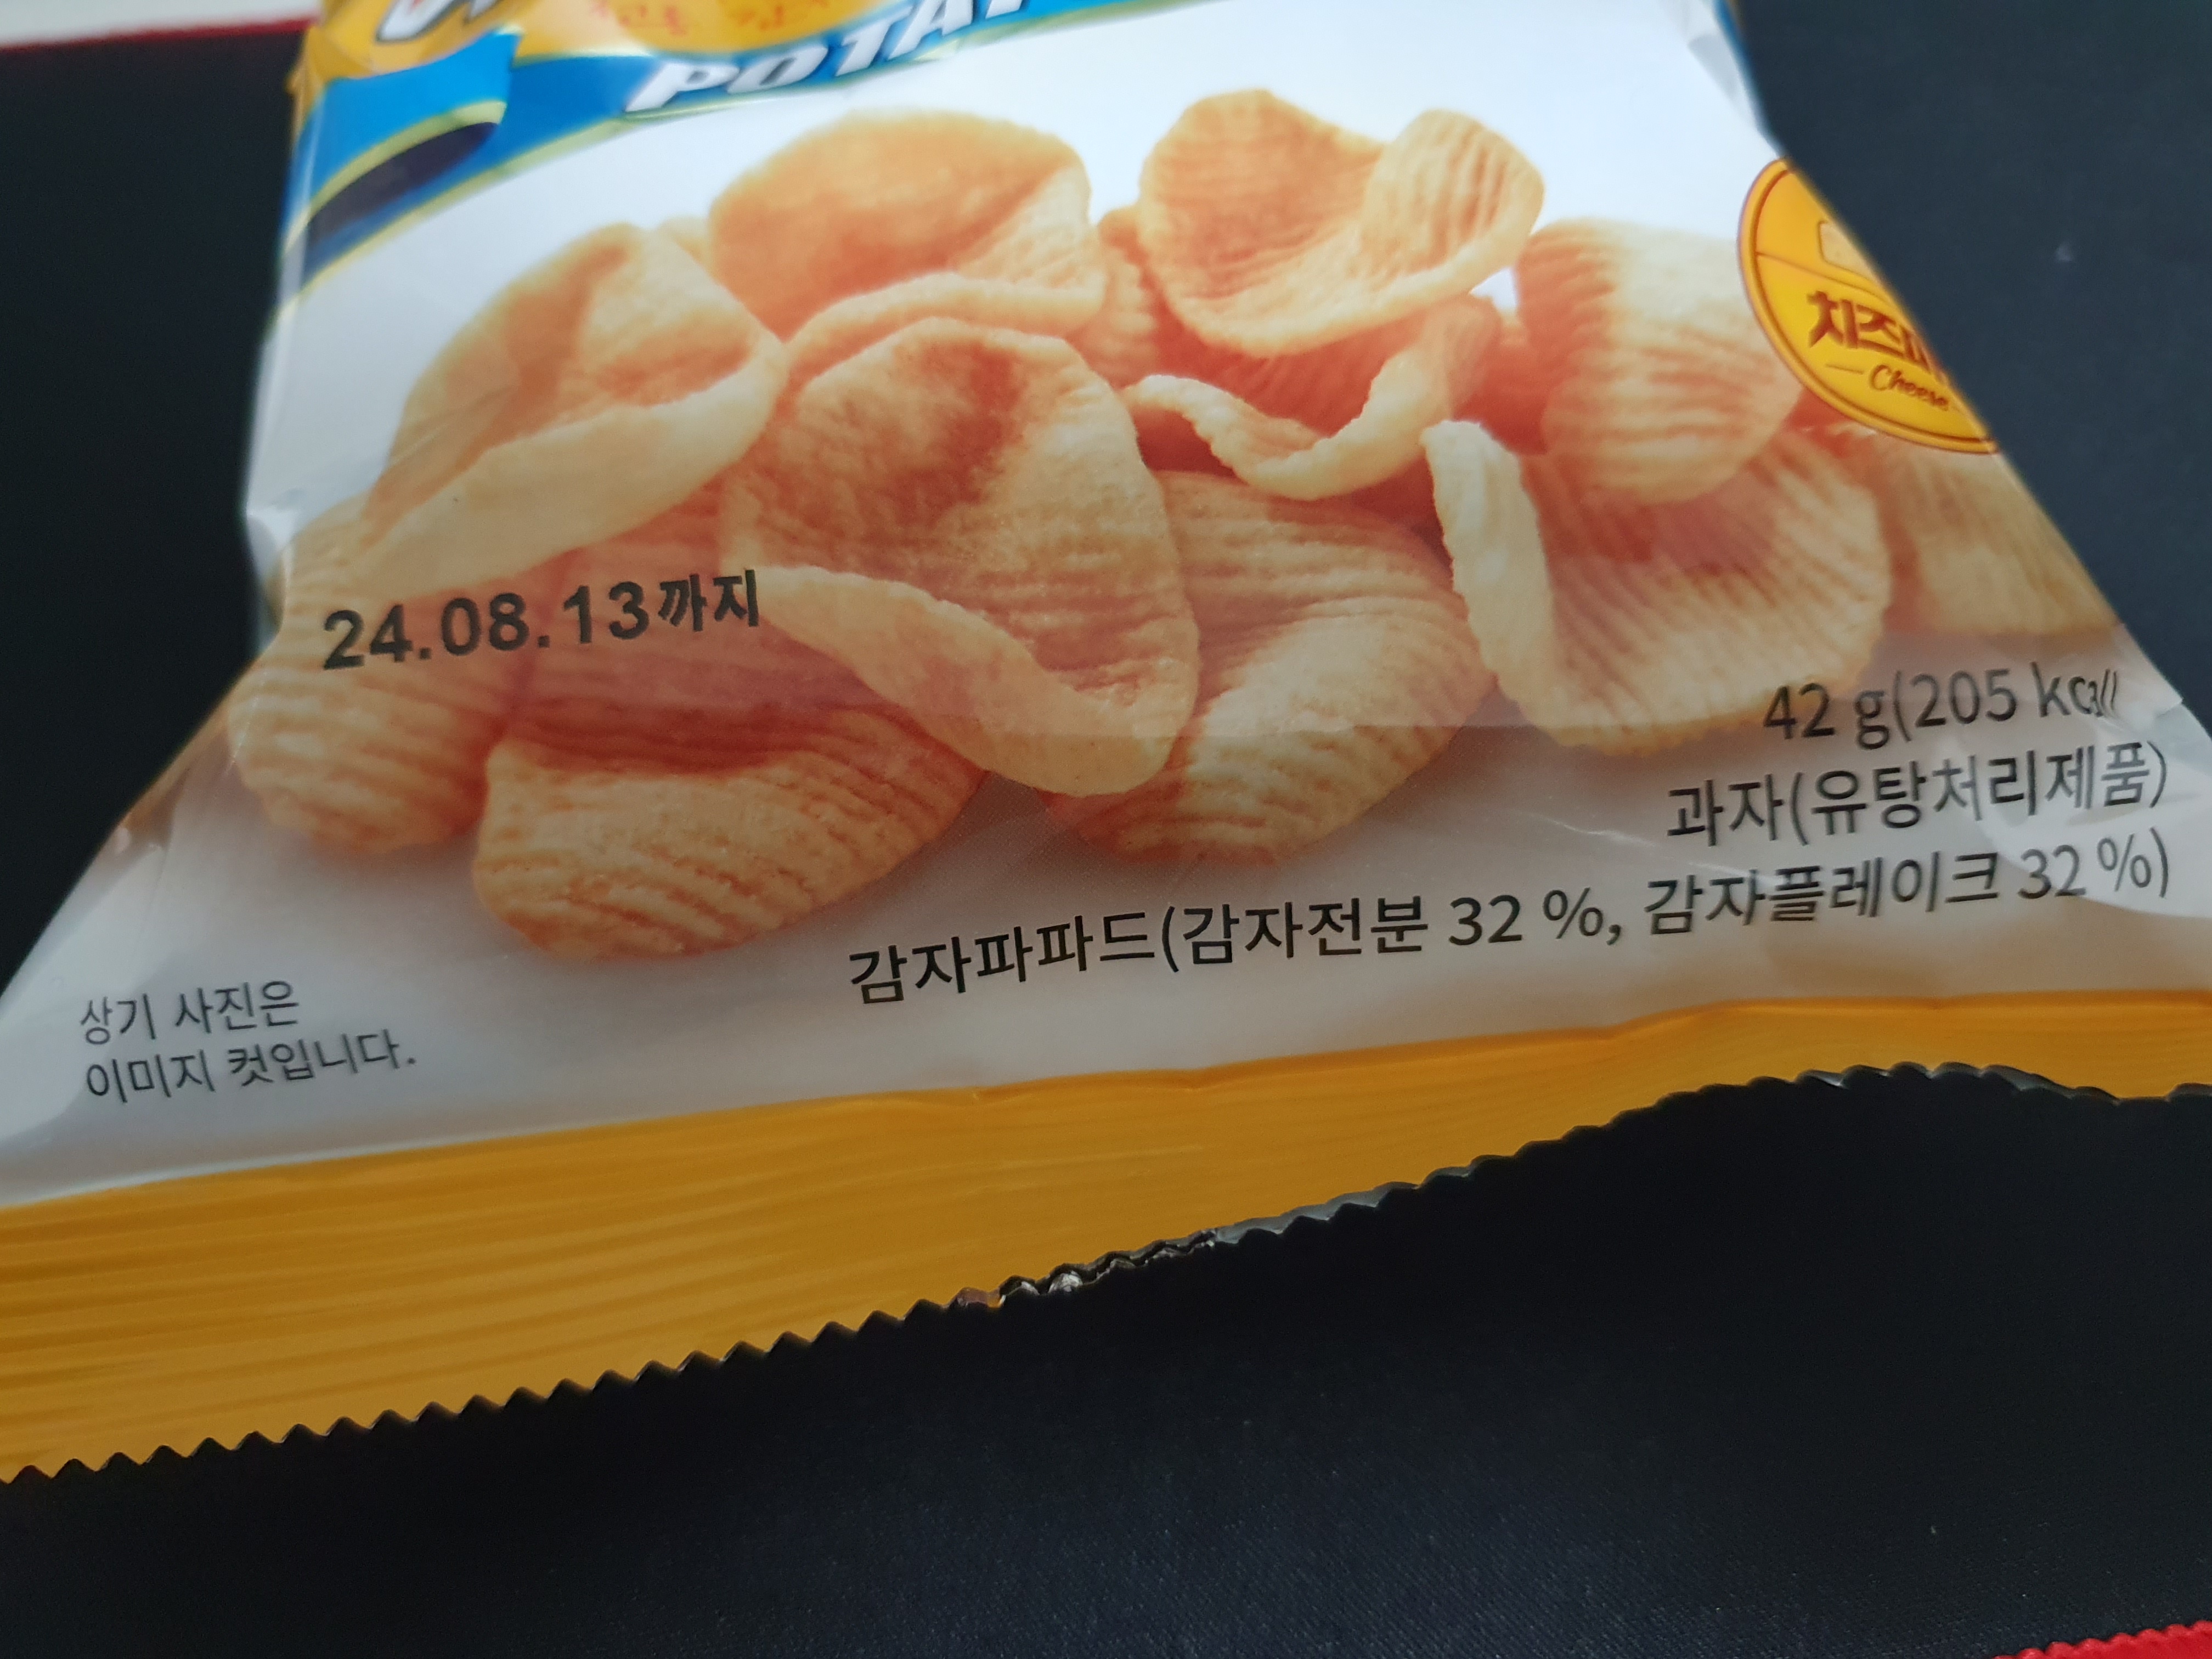 POTA
치즈
Cheese
24.08.13까지
42 g(205 kcal)
과자(유탕처리제품)
감자파파드(감자전분 32 %, 감자플레이크 32 %)
상기 사진은
이미지 컷입니다.